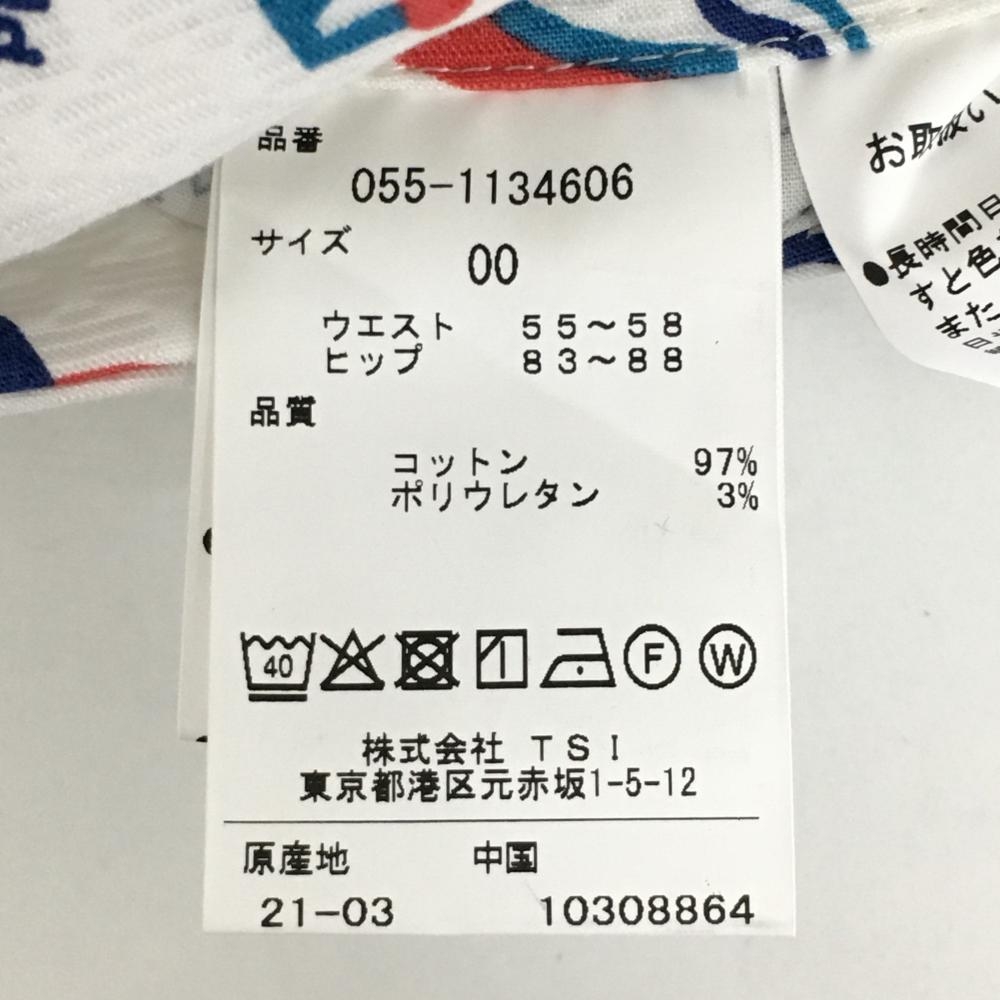 品番
055-1134606
サイズ
00
ウエスト 55～58
ヒップ 83～88
品質
コットン 97%
ポリウレタン 3%
40
F W
株式会社 TSI
東京都港区元赤坂1-5-12
原産地 中国
21-03 10308864
お取扱い
●長時間
すと色
また